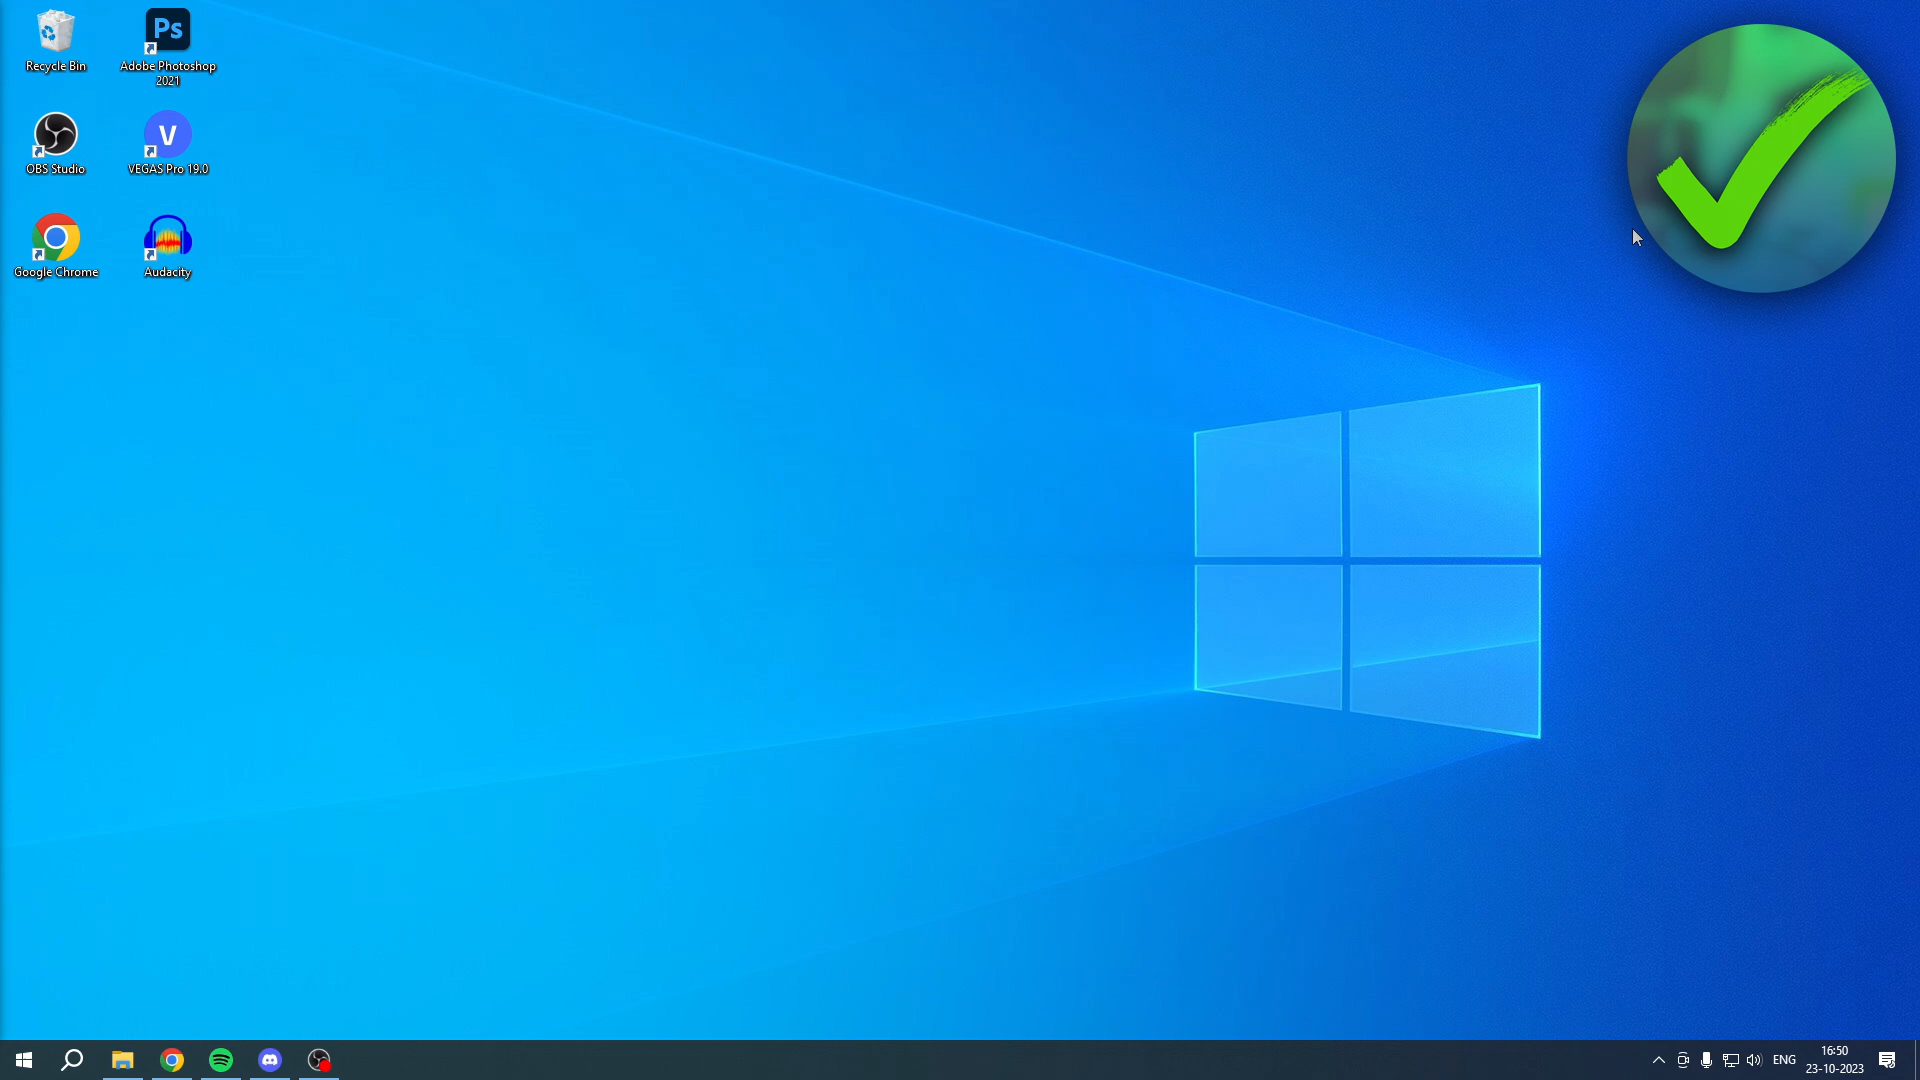 Recycle Bin
Ps
Adobe Photoshop
2021
OBS Studio
V
VEGAS Pro 19.0
Google Chrome
Audacity
ENG
16:50
23-10-2023